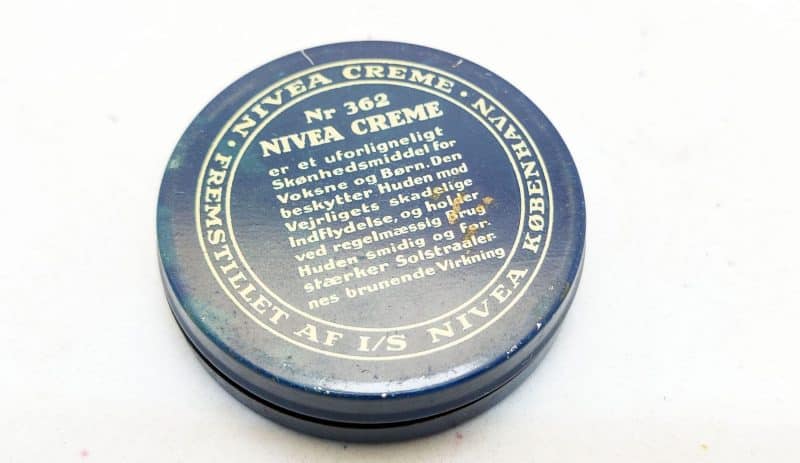 NIVEA CREME · KØBENHAVN
FREMSTILLET AF I/S NIVEA
Nr 362
NIVEA CREME
er et uforligneligt
Skønhedsmiddel for
Voksne og Børn. Den
beskytter Huden mod
Vejrligets skadelige
Indflydelse, og holder
ved regelmæssig Brug
Huden smidig og For-
stærker Solstraaler-
nes brunende Virkning